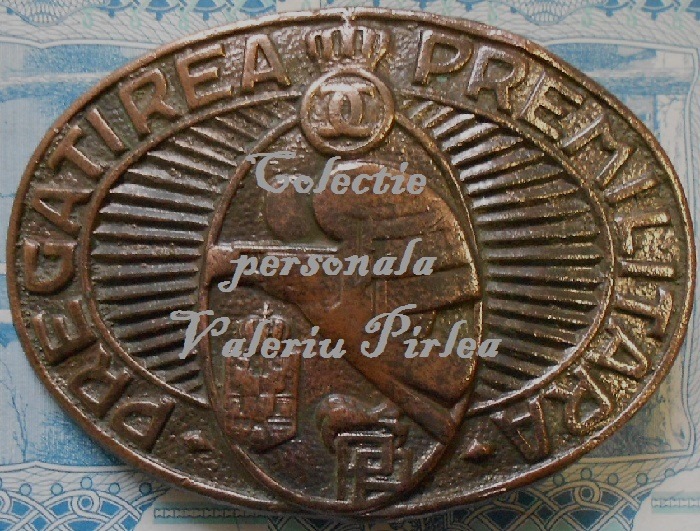 PREGATIREA PREMILITARA
Colectie
personala
Valeriu Pirlea